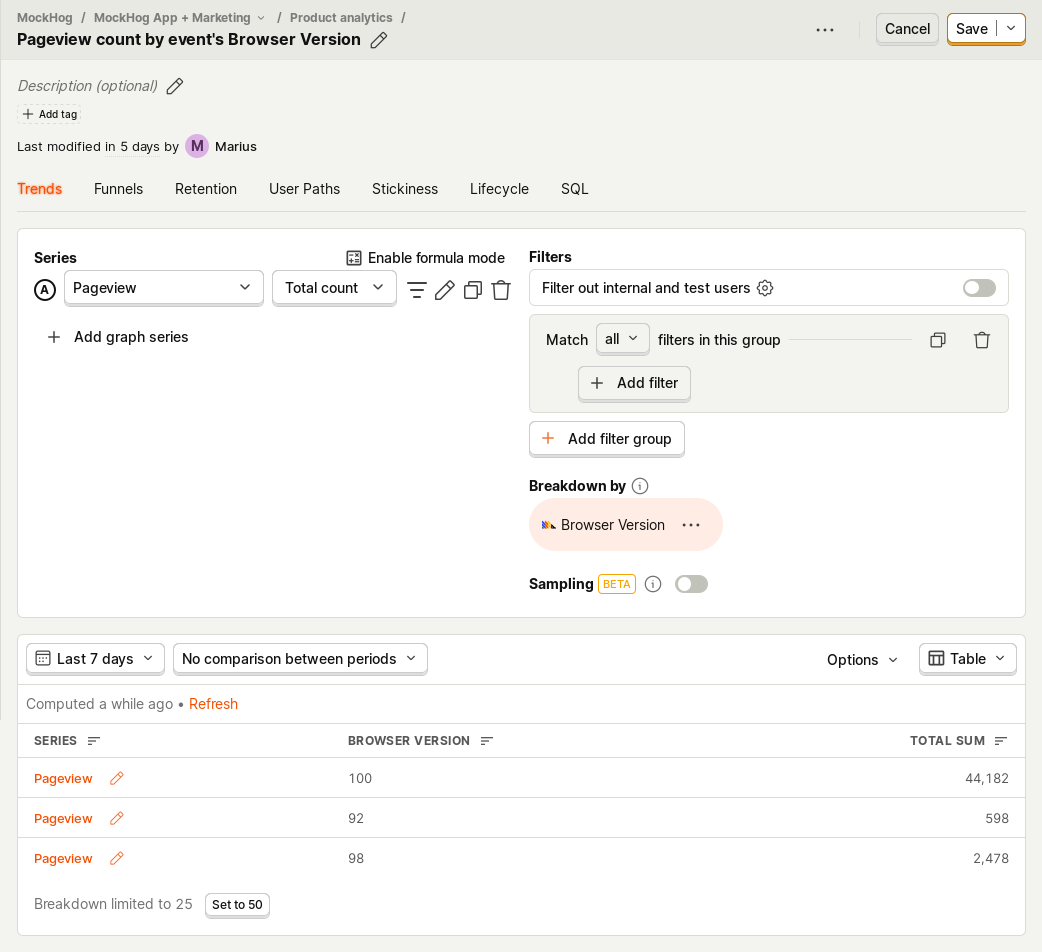 MockHog / MockHog App + Marketing / Product analytics /
Pageview count by event's Browser Version
Cancel
Save
Description (optional)
Add tag
Last modified in 5 days by M Marius
Trends Funnels Retention User Paths Stickiness Lifecycle SQL
Series
Enable formula mode
A Pageview Total count
Add graph series
Filters
Filter out internal and test users
Match all filters in this group
Add filter
Add filter group
Breakdown by
Browser Version
Sampling BETA
Last 7 days No comparison between periods Options Table
Computed a while ago • Refresh
SERIES BROWSER VERSION TOTAL SUM
Pageview 100 44,182
Pageview 92 598
Pageview 98 2,478
Breakdown limited to 25 Set to 50